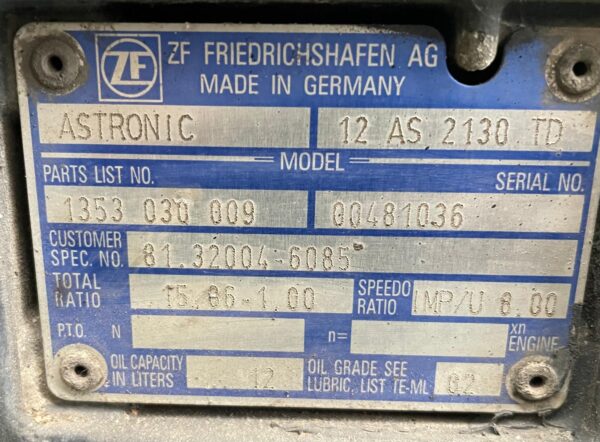 ZF ZF FRIEDRICHSHAFEN AG
MADE IN GERMANY
ASTRONIC 12 AS 2130 TD
MODEL
PARTS LIST NO. SERIAL NO.
1353 030 009 00481036
CUSTOMER
SPEC. NO. 81.32004-6085
TOTAL
RATIO 15.86-1.00 SPEEDO
RATIO IMP/U 8.00
P.T.O. N n= xn
ENGINE
OIL CAPACITY
IN LITERS 12 OIL GRADE SEE
LUBRIC. LIST TE-ML 02